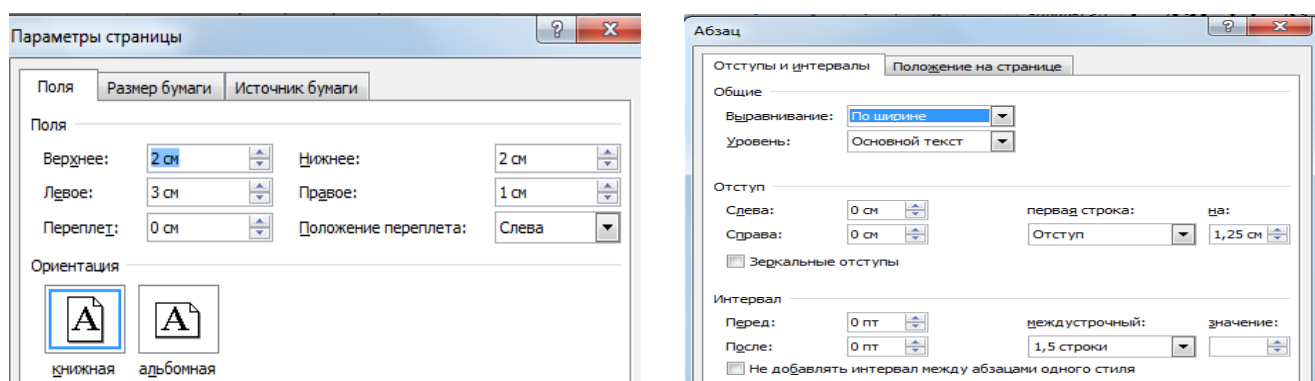 Параметры страницы
Поля Размер бумаги Источник бумаги
Поля
Верхнее: 2 см Нижнее: 2 см
Левое: 3 см Правое: 1 см
Переплет: 0 см Положение переплета: Слева
Ориентация
A A
книжная альбомная
Абзац
Отступы и интервалы Положение на странице
Общие
Выравнивание: По ширине
Уровень: Основной текст
Отступ
Слева: 0 см первая строка: на:
Справа: 0 см Отступ 1,25 см
Зеркальные отступы
Интервал
Перед: 0 пт междустрочный: значение:
После: 0 пт 1,5 строки
Не добавлять интервал между абзацами одного стиля